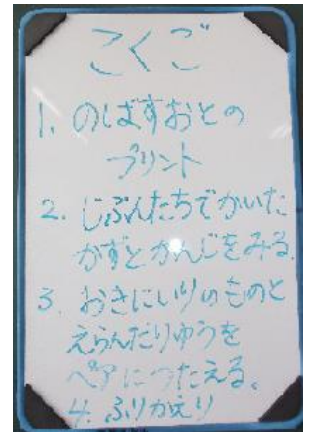 こくご
1. のばすおとの
プリント
2. じぶんたちでかいた
かずとかんじをみる.
3. おきにいりのものと
えらんだりゆうを
ペアにつたえる。
4. ふりかえり